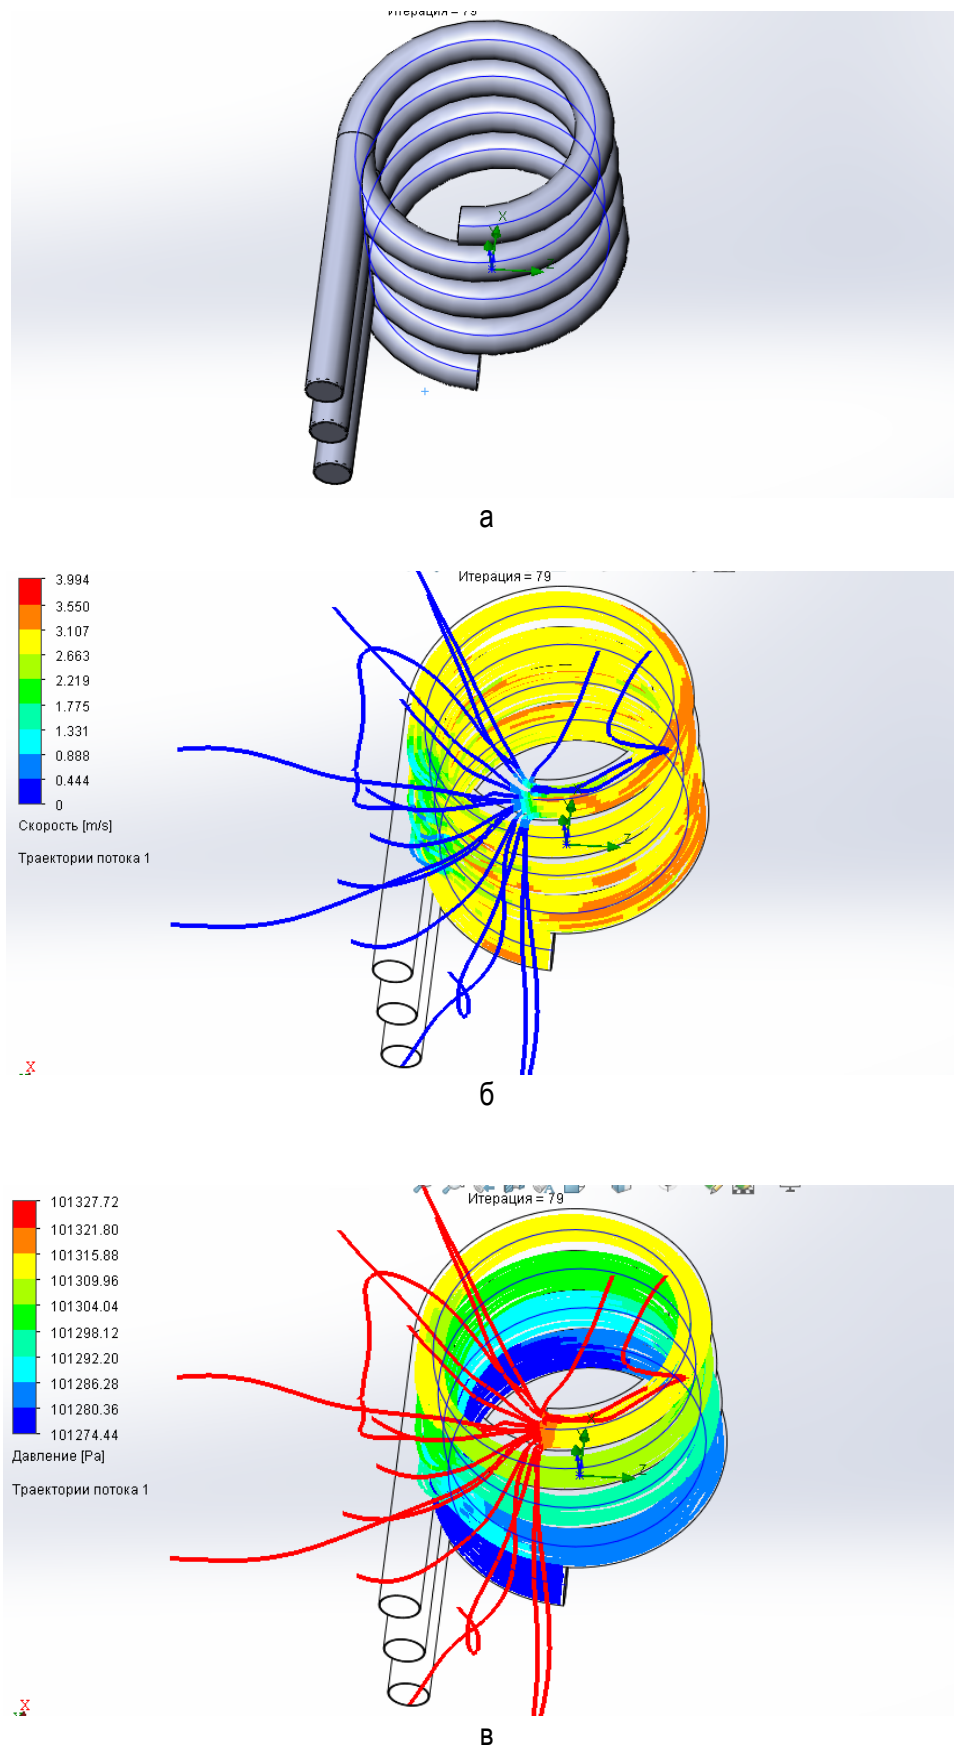 Итерация = 79
X
Z
а
Итерация = 79
3.994
3.550
3.107
2.663
2.219
1.775
1.331
0.888
0.444
0
Скорость [m/s]
Траектории потока 1
Z
X
б
Итерация = 79
101327.72
101321.80
101315.88
101309.96
101304.04
101298.12
101292.20
101286.28
101280.36
101274.44
Давление [Pa]
Траектории потока 1
X
Z
X
в